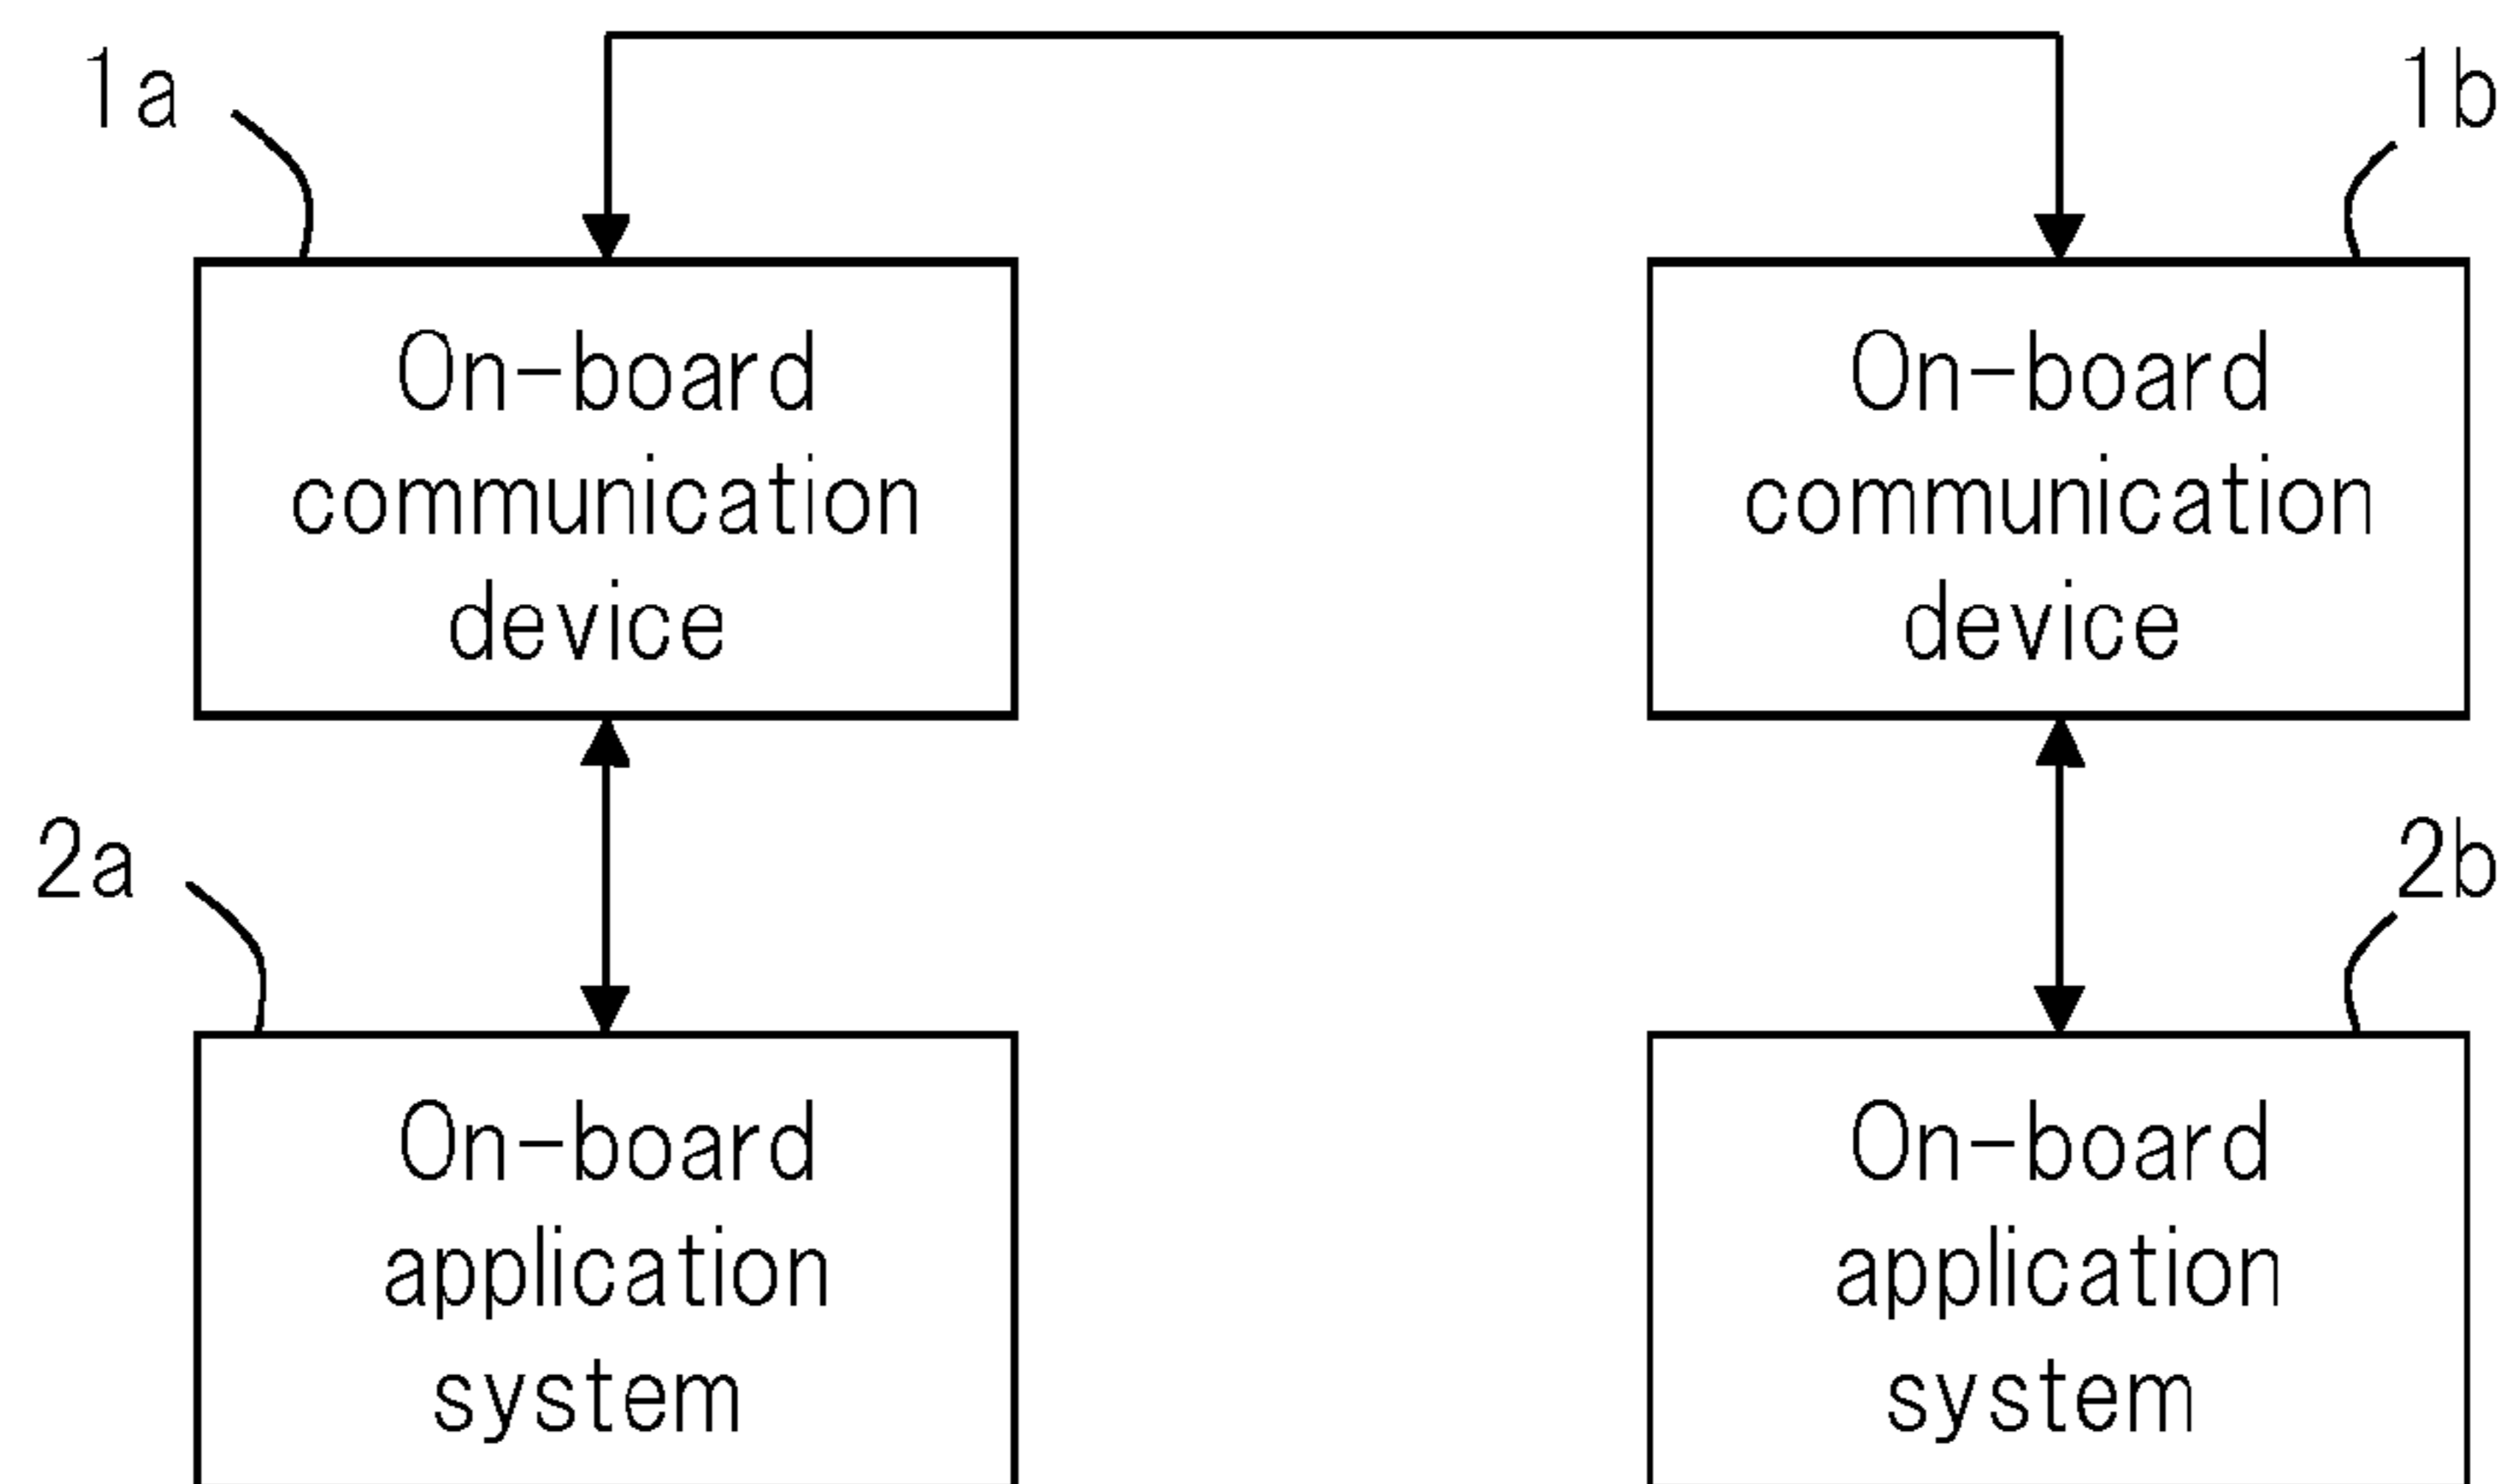 1a
1b
On-board
communication
device
On-board
communication
device
2a
2b
On-board
application
system
On-board
application
system